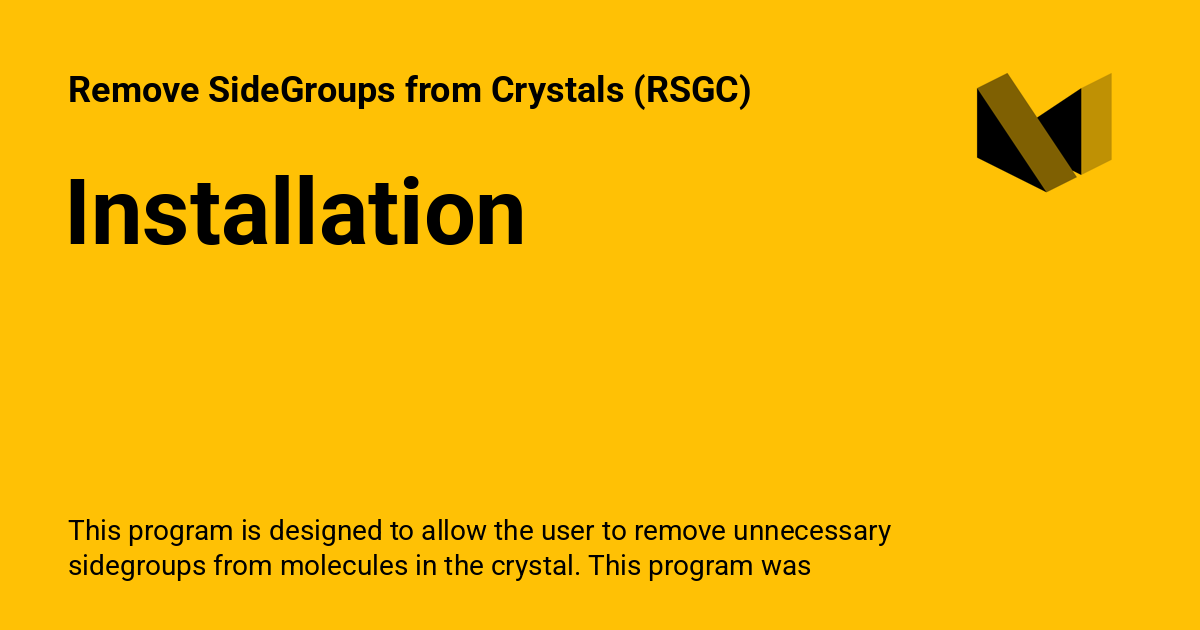 Remove SideGroups from Crystals (RSGC)
Installation
This program is designed to allow the user to remove unnecessary
sidegroups from molecules in the crystal. This program was